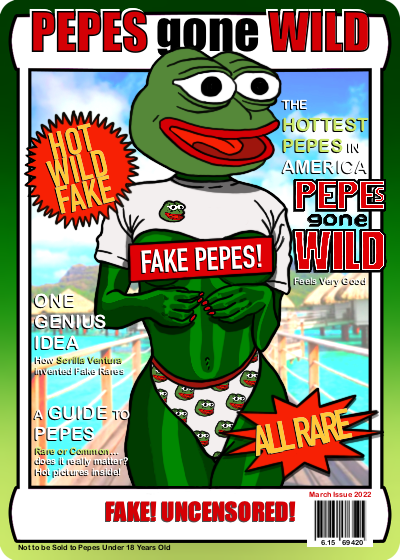 PEPES gone WILD
THE
HOTTEST
PEPES IN
AMERICA
HOT
WILD
FAKE
PEPEs
gone
WILD
Feels Very Good
FAKE PEPES!
ONE
GENIUS
IDEA
How Scrilla Ventura
invented Fake Rares
A GUIDE TO
PEPES
Rare or Common...
does it really matter?
Hot pictures inside!
ALL RARE
FAKE! UNCENSORED!
March Issue 2022
6.15 69420
Not to be Sold to Pepes Under 18 Years Old